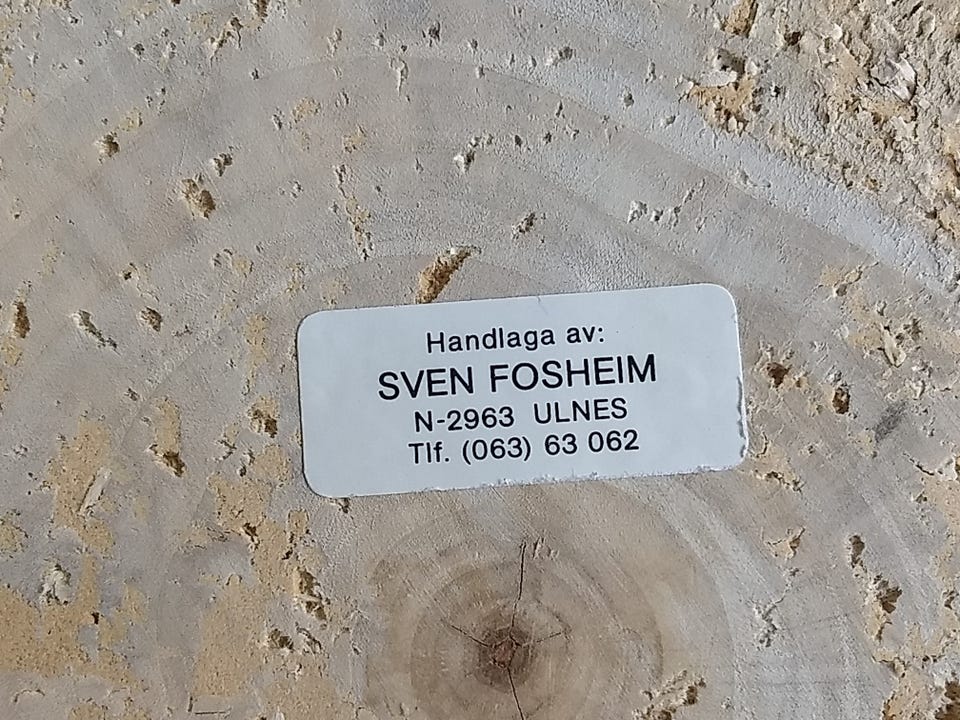 Handlaga av:
SVEN FOSHEIM
N-2963 ULNES
Tlf. (063) 63 062